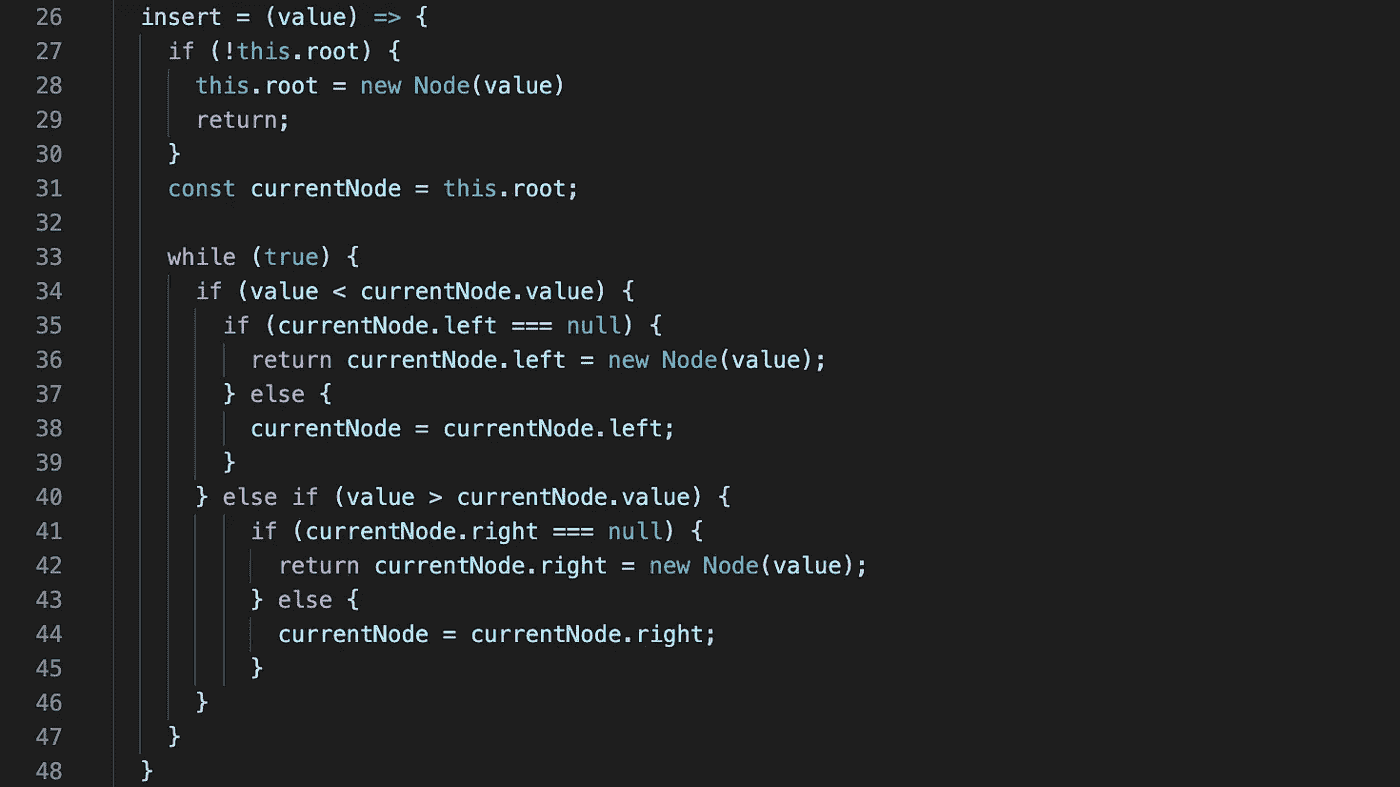 26 insert = (value) => {
27 if (!this.root) {
28 this.root = new Node(value)
29 return;
30 }
31 const currentNode = this.root;
32
33 while (true) {
34 if (value < currentNode.value) {
35 if (currentNode.left === null) {
36 return currentNode.left = new Node(value);
37 } else {
38 currentNode = currentNode.left;
39 }
40 } else if (value > currentNode.value) {
41 if (currentNode.right === null) {
42 return currentNode.right = new Node(value);
43 } else {
44 currentNode = currentNode.right;
45 }
46 }
47 }
48 }